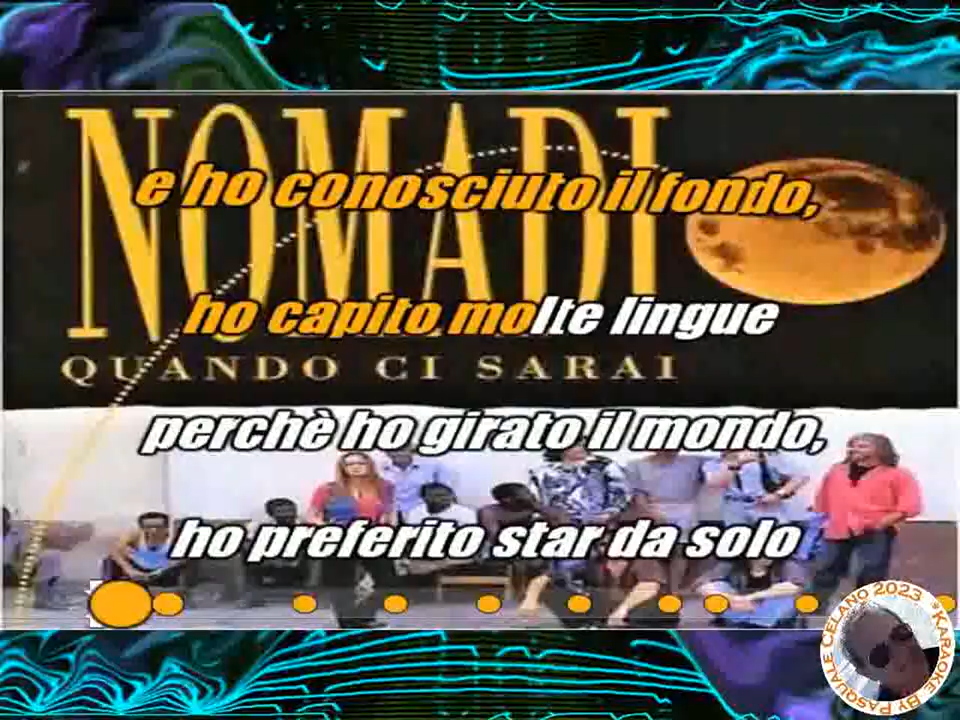 NOMADI
e ho conosciuto il fondo,
ho capito molte lingue
QUANDO CI SARAI
perchè ho girato il mondo,
ho preferito star da solo
PASQUALE CELANO 2023 *KARAOKE BY